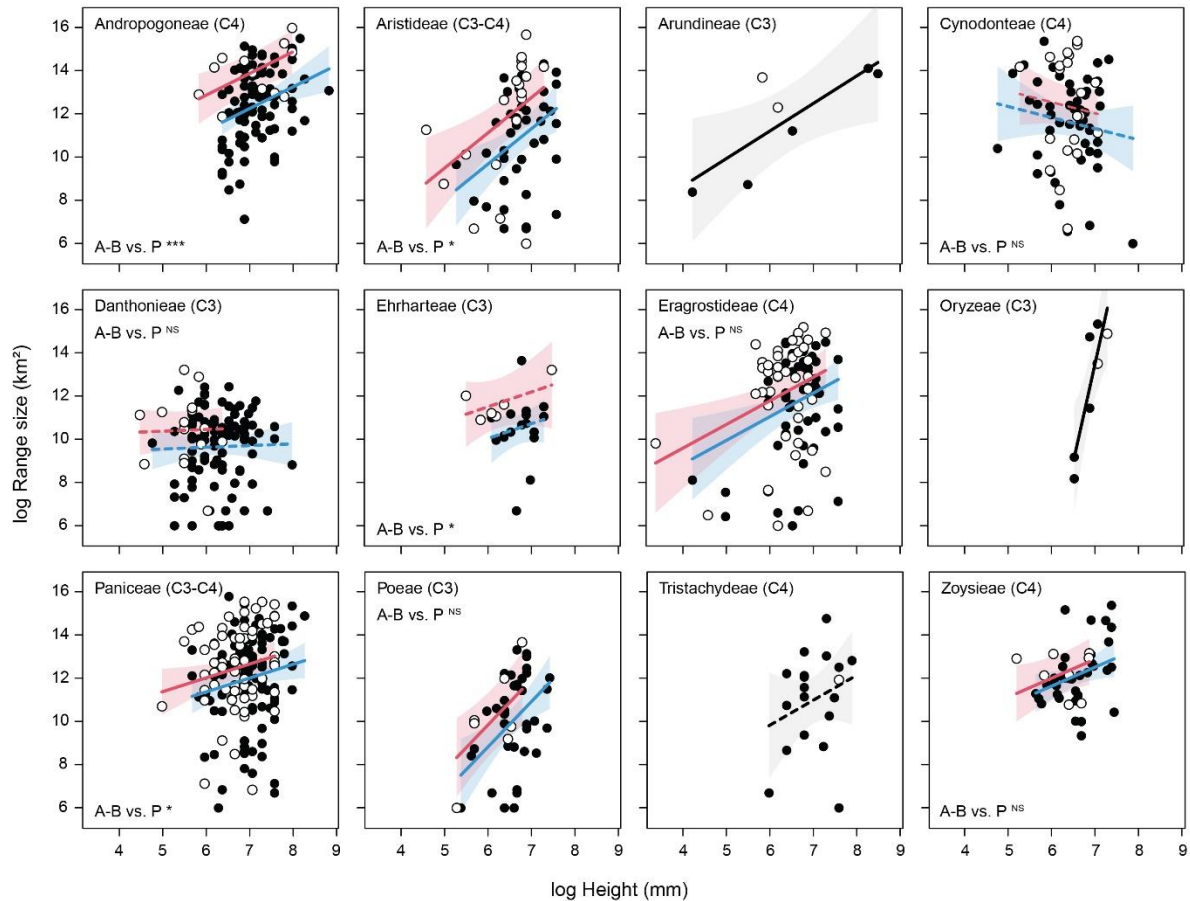 Andropogoneae (C4)
Aristideae (C3-C4)
Arundineae (C3)
Cynodonteae (C4)
16
14
12
10
8
6
A-B vs. P ***
A-B vs. P *
A-B vs. P NS
Danthonieae (C3)
A-B vs. P NS
Ehrharteae (C3)
Eragrostideae (C4)
A-B vs. P NS
Oryzeae (C3)
16
14
12
10
8
6
A-B vs. P *
log Range size (km²)
Paniceae (C3-C4)
Poeae (C3)
A-B vs. P NS
Tristachydeae (C4)
Zoysieae (C4)
16
14
12
10
8
6
A-B vs. P *
A-B vs. P NS
4 5 6 7 8 9
4 5 6 7 8 9
4 5 6 7 8 9
4 5 6 7 8 9
log Height (mm)